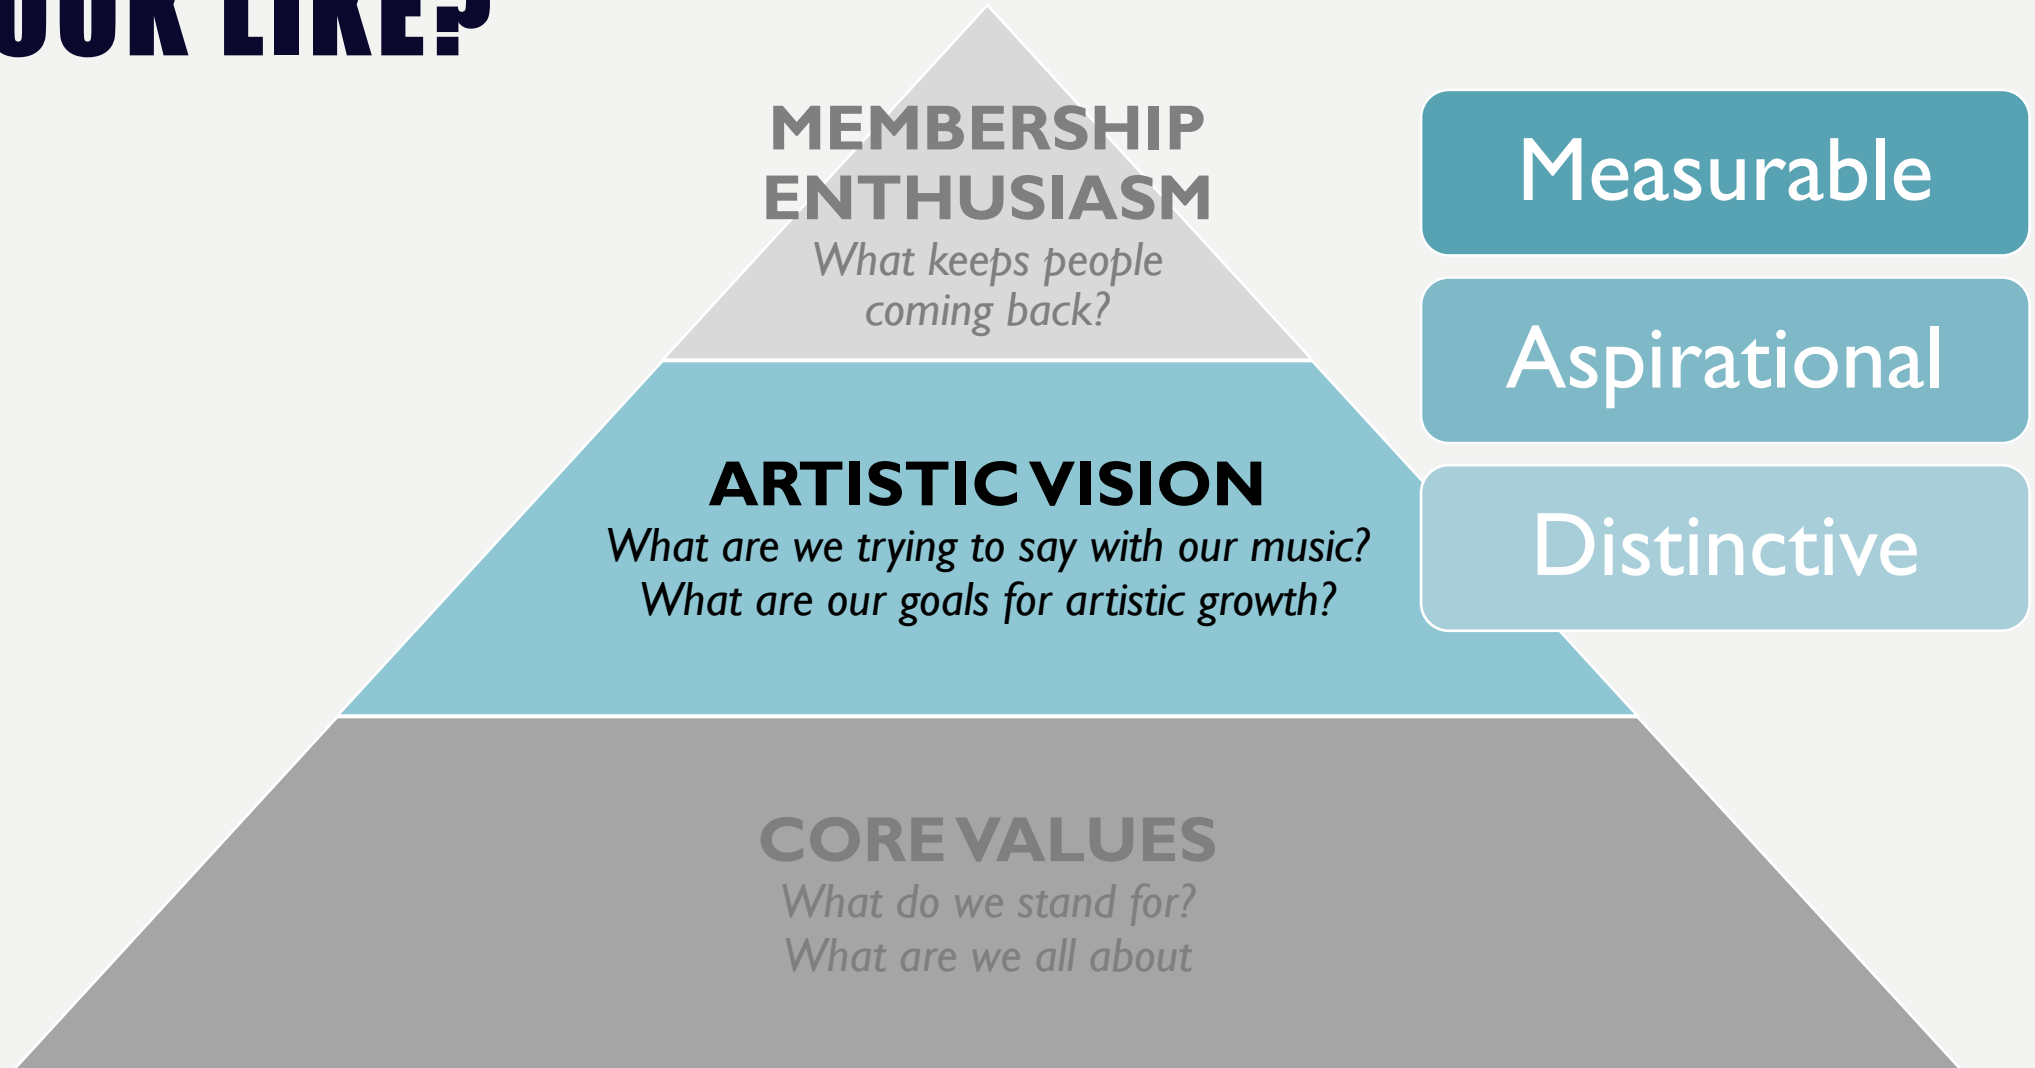 LIKE?
MEMBERSHIP
ENTHUSIASM
What keeps people
coming back?
ARTISTIC VISION
What are we trying to say with our music?
What are our goals for artistic growth?
CORE VALUES
What do we stand for?
What are we all about
Measurable
Aspirational
Distinctive